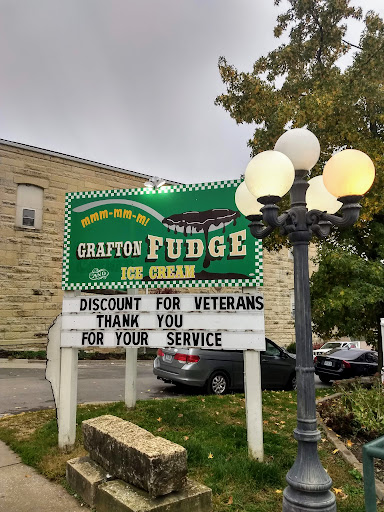 mmm-mm-m!
GRAFTON FUDGE
ICE CREAM
DISCOUNT FOR VETERANS
THANK YOU
FOR YOUR SERVICE